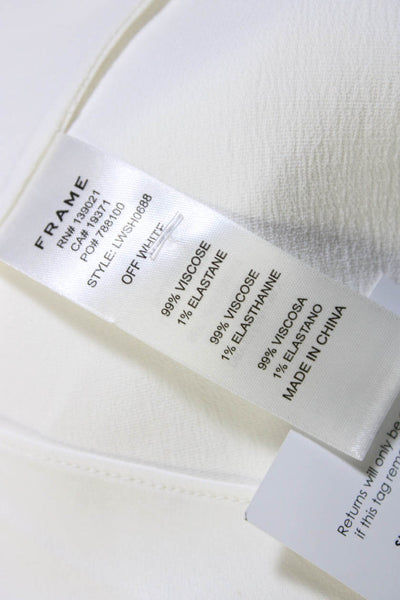 FRAME
RN# 139021
CA# 19371
PO# 788100
STYLE: LWSH0688
OFF WHITE
99% VISCOSE
1% ELASTANE
99% VISCOSE
1% ELASTHANNE
99% VISCOSA
1% ELASTANO
MADE IN CHINA
Returns will only be
if this tag